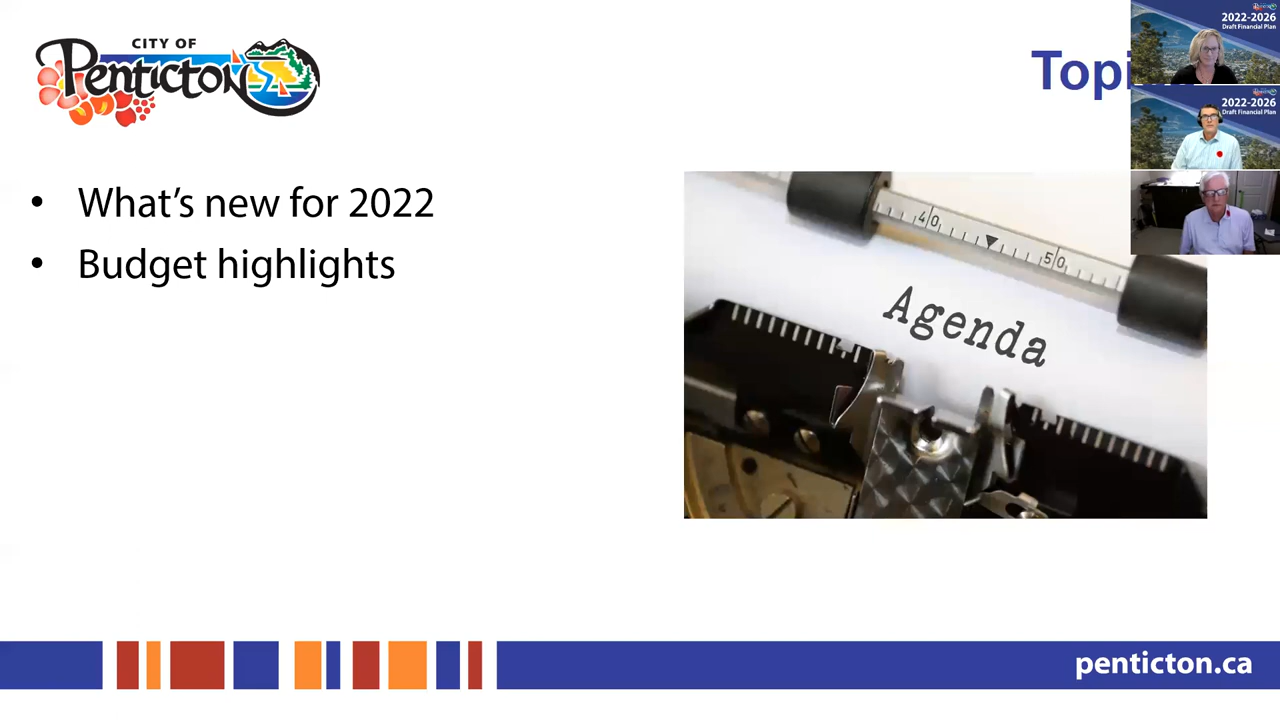 CITY OF
Penticton
Topi
2022-2026
Draft Financial Plan
2022-2026
Draft Financial Plan
• What's new for 2022
• Budget highlights
40
50
Agenda
penticton.ca